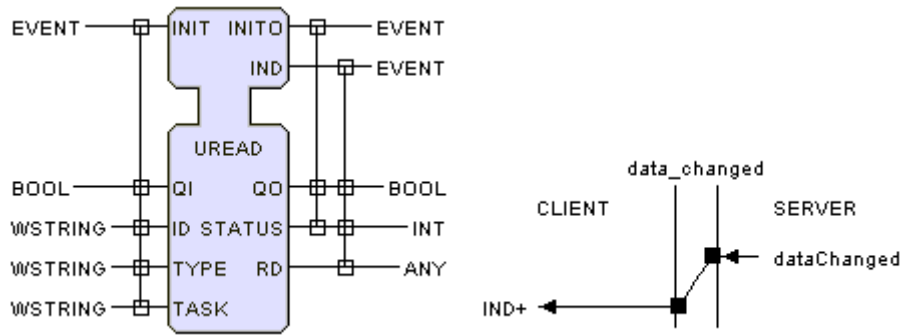 EVENT INIT INITO EVENT
IND EVENT
UREAD
BOOL QI QO BOOL
WSTRING ID STATUS INT
WSTRING TYPE RD ANY
WSTRING TASK
data_changed
CLIENT SERVER
dataChanged
IND+